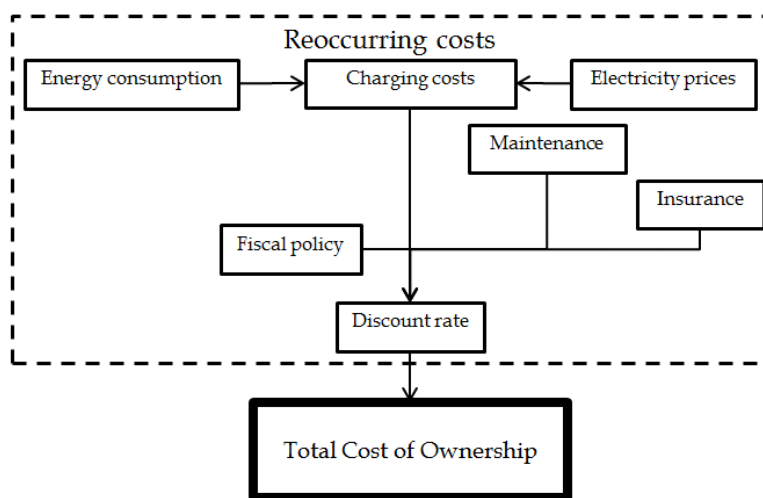 Reoccurring costs
Energy consumption
Charging costs
Electricity prices
Maintenance
Insurance
Fiscal policy
Discount rate
Total Cost of Ownership